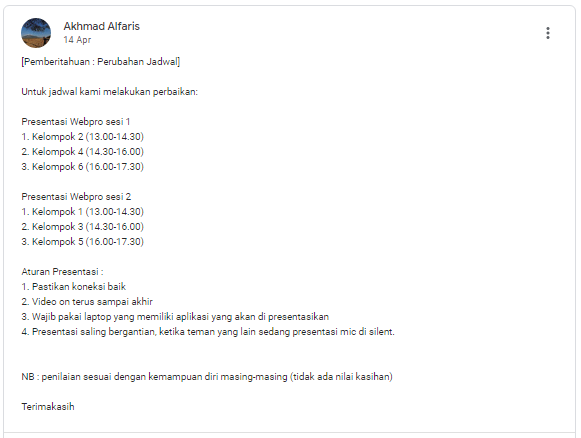 Akhmad Alfaris
14 Apr
[Pemberitahuan : Perubahan Jadwal]
Untuk jadwal kami melakukan perbaikan:
Presentasi Webpro sesi 1
1. Kelompok 2 (13.00-14.30)
2. Kelompok 4 (14.30-16.00)
3. Kelompok 6 (16.00-17.30)
Presentasi Webpro sesi 2
1. Kelompok 1 (13.00-14.30)
2. Kelompok 3 (14.30-16.00)
3. Kelompok 5 (16.00-17.30)
Aturan Presentasi :
1. Pastikan koneksi baik
2. Video on terus sampai akhir
3. Wajib pakai laptop yang memiliki aplikasi yang akan di presentasikan
4. Presentasi saling bergantian, ketika teman yang lain sedang presentasi mic di silent.
NB : penilaian sesuai dengan kemampuan diri masing-masing (tidak ada nilai kasihan)
Terimakasih